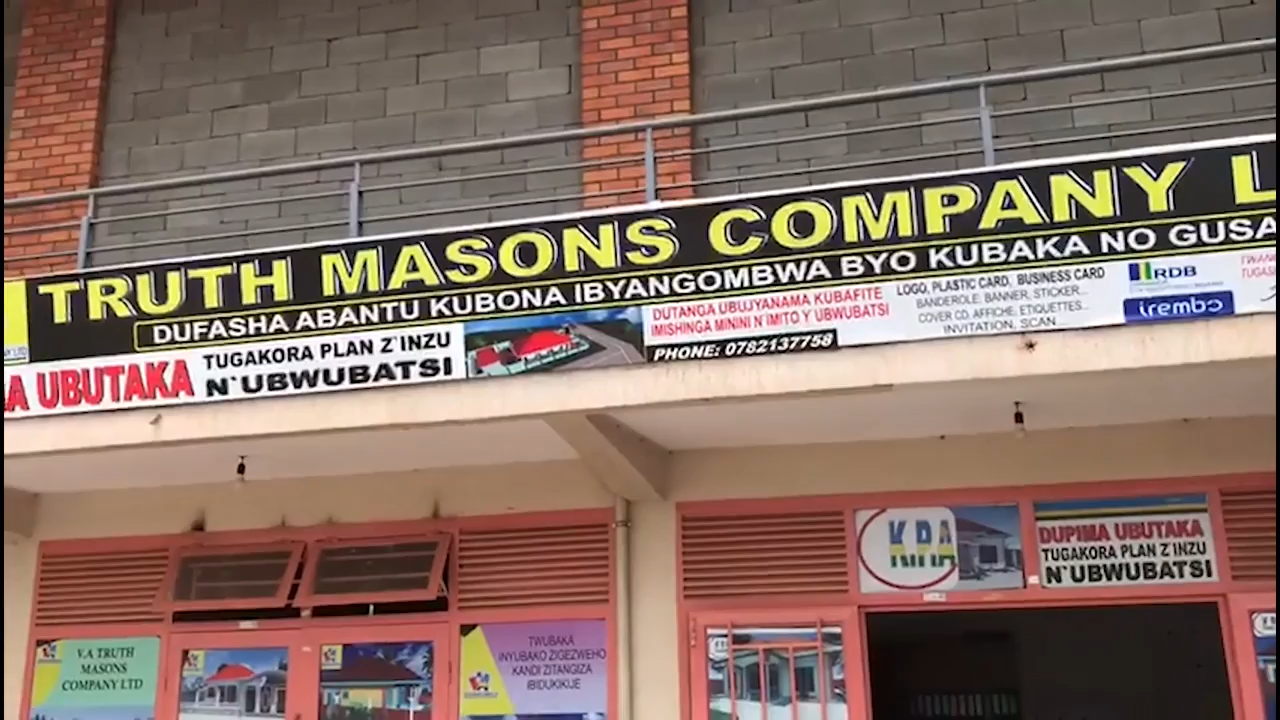 TRUTH MASONS COMPANY L
DUFASHA ABANTU KUBONA IBYANGOMBWA BYO KUBAKA NO GUSA
A UBUTAKA
TUGAKORA PLAN Z'INZU
N'UBWUBATSI
DUTANGA UBUJYANAMA KUBAFITE
IMISHINGA MININI N'IMITO Y'UBWUBATSI
PHONE: 0782137758
LOGO, PLASTIC CARD, BUSINESS CARD
BANDEROLE, BANNER, STICKER...
COVER CD, AFFICHE, ETIQUETTES...
INVITATION, SCAN...
RDB
irembo
DUPIMA UBUTAKA
TUGAKORA PLAN Z'INZU
N'UBWUBATSI
V.A TRUTH
MASONS
COMPANY LTD
TWUBAKA
INYUBAKO ZIGEZWEHO
KANDI ZITANGIZA
IBIDUKIKIJE